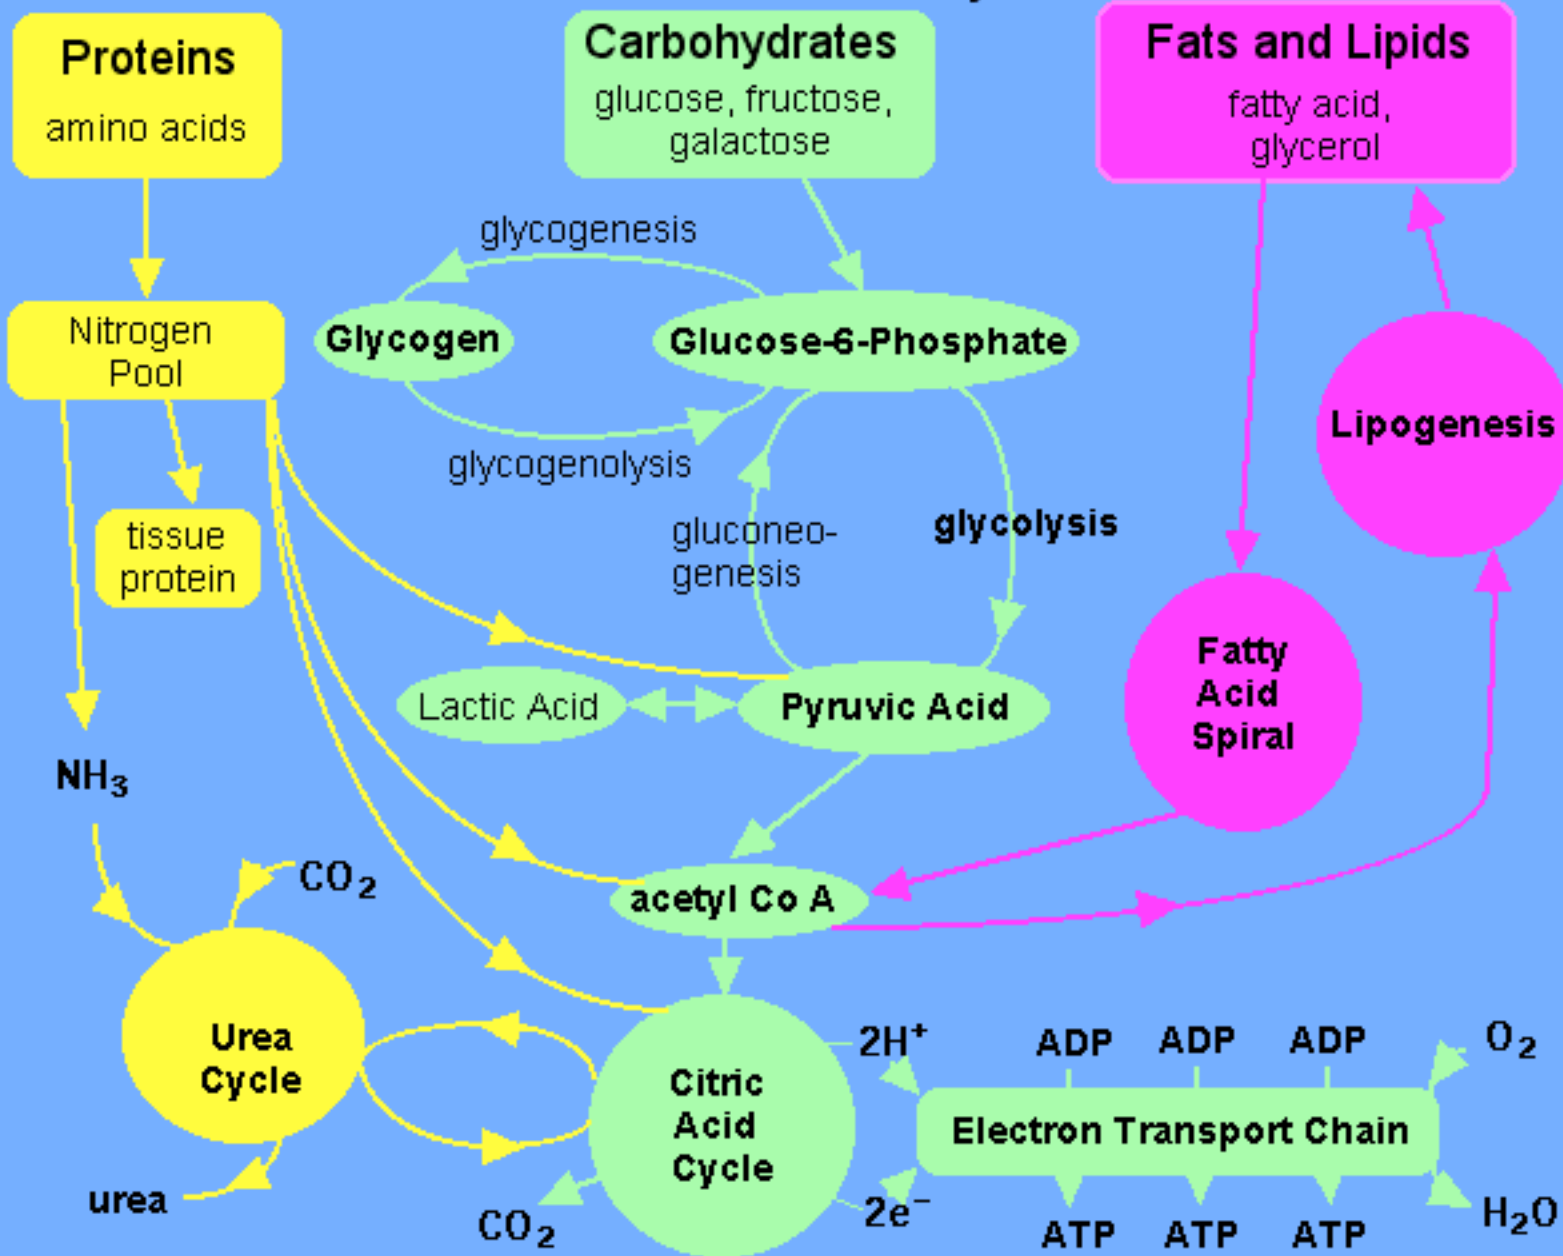 Proteins
amino acids
Carbohydrates
glucose, fructose,
galactose
Fats and Lipids
fatty acid,
glycerol
glycogenesis
Nitrogen
Pool
Glycogen
Glucose-6-Phosphate
Lipogenesis
glycogenolysis
tissue
protein
gluconeo-
genesis
glycolysis
Fatty
Acid
Spiral
Lactic Acid
Pyruvic Acid
NH₃
CO₂
acetyl Co A
Urea
Cycle
Citric
Acid
Cycle
2H⁺
ADP ADP ADP
O₂
Electron Transport Chain
urea
CO₂
2e⁻
ATP ATP ATP
H₂O